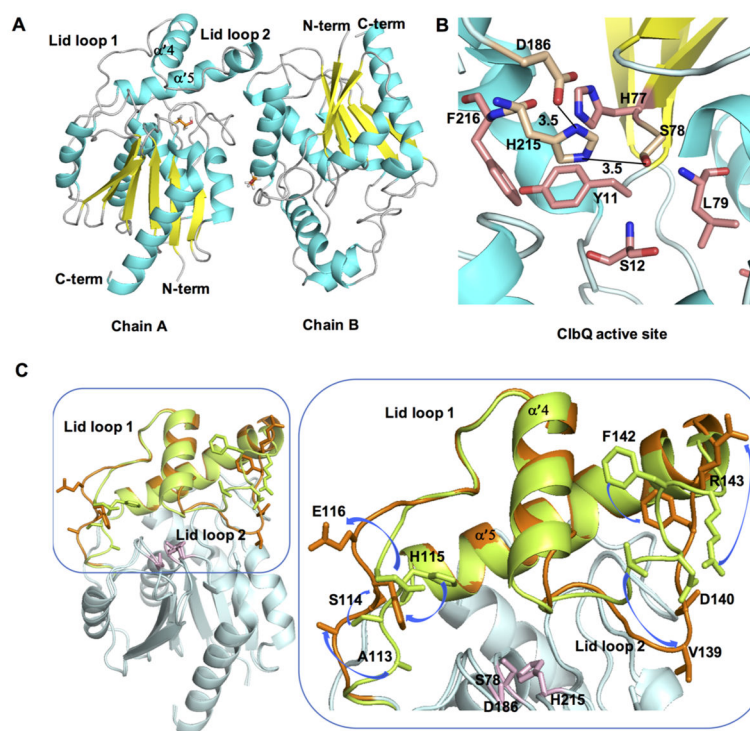 A
Lid loop 1
α'4
Lid loop 2
α'5
N-term
C-term
C-term
N-term
Chain A
Chain B
B
D186
H77
F216
3.5
S78
H215
3.5
Y11
L79
S12
ClbQ active site
C
Lid loop 1
Lid loop 2
Lid loop 1
α'4
F142
R143
E116
α'5
H115
S114
D140
A113
Lid loop 2
V139
S78
D186
H215